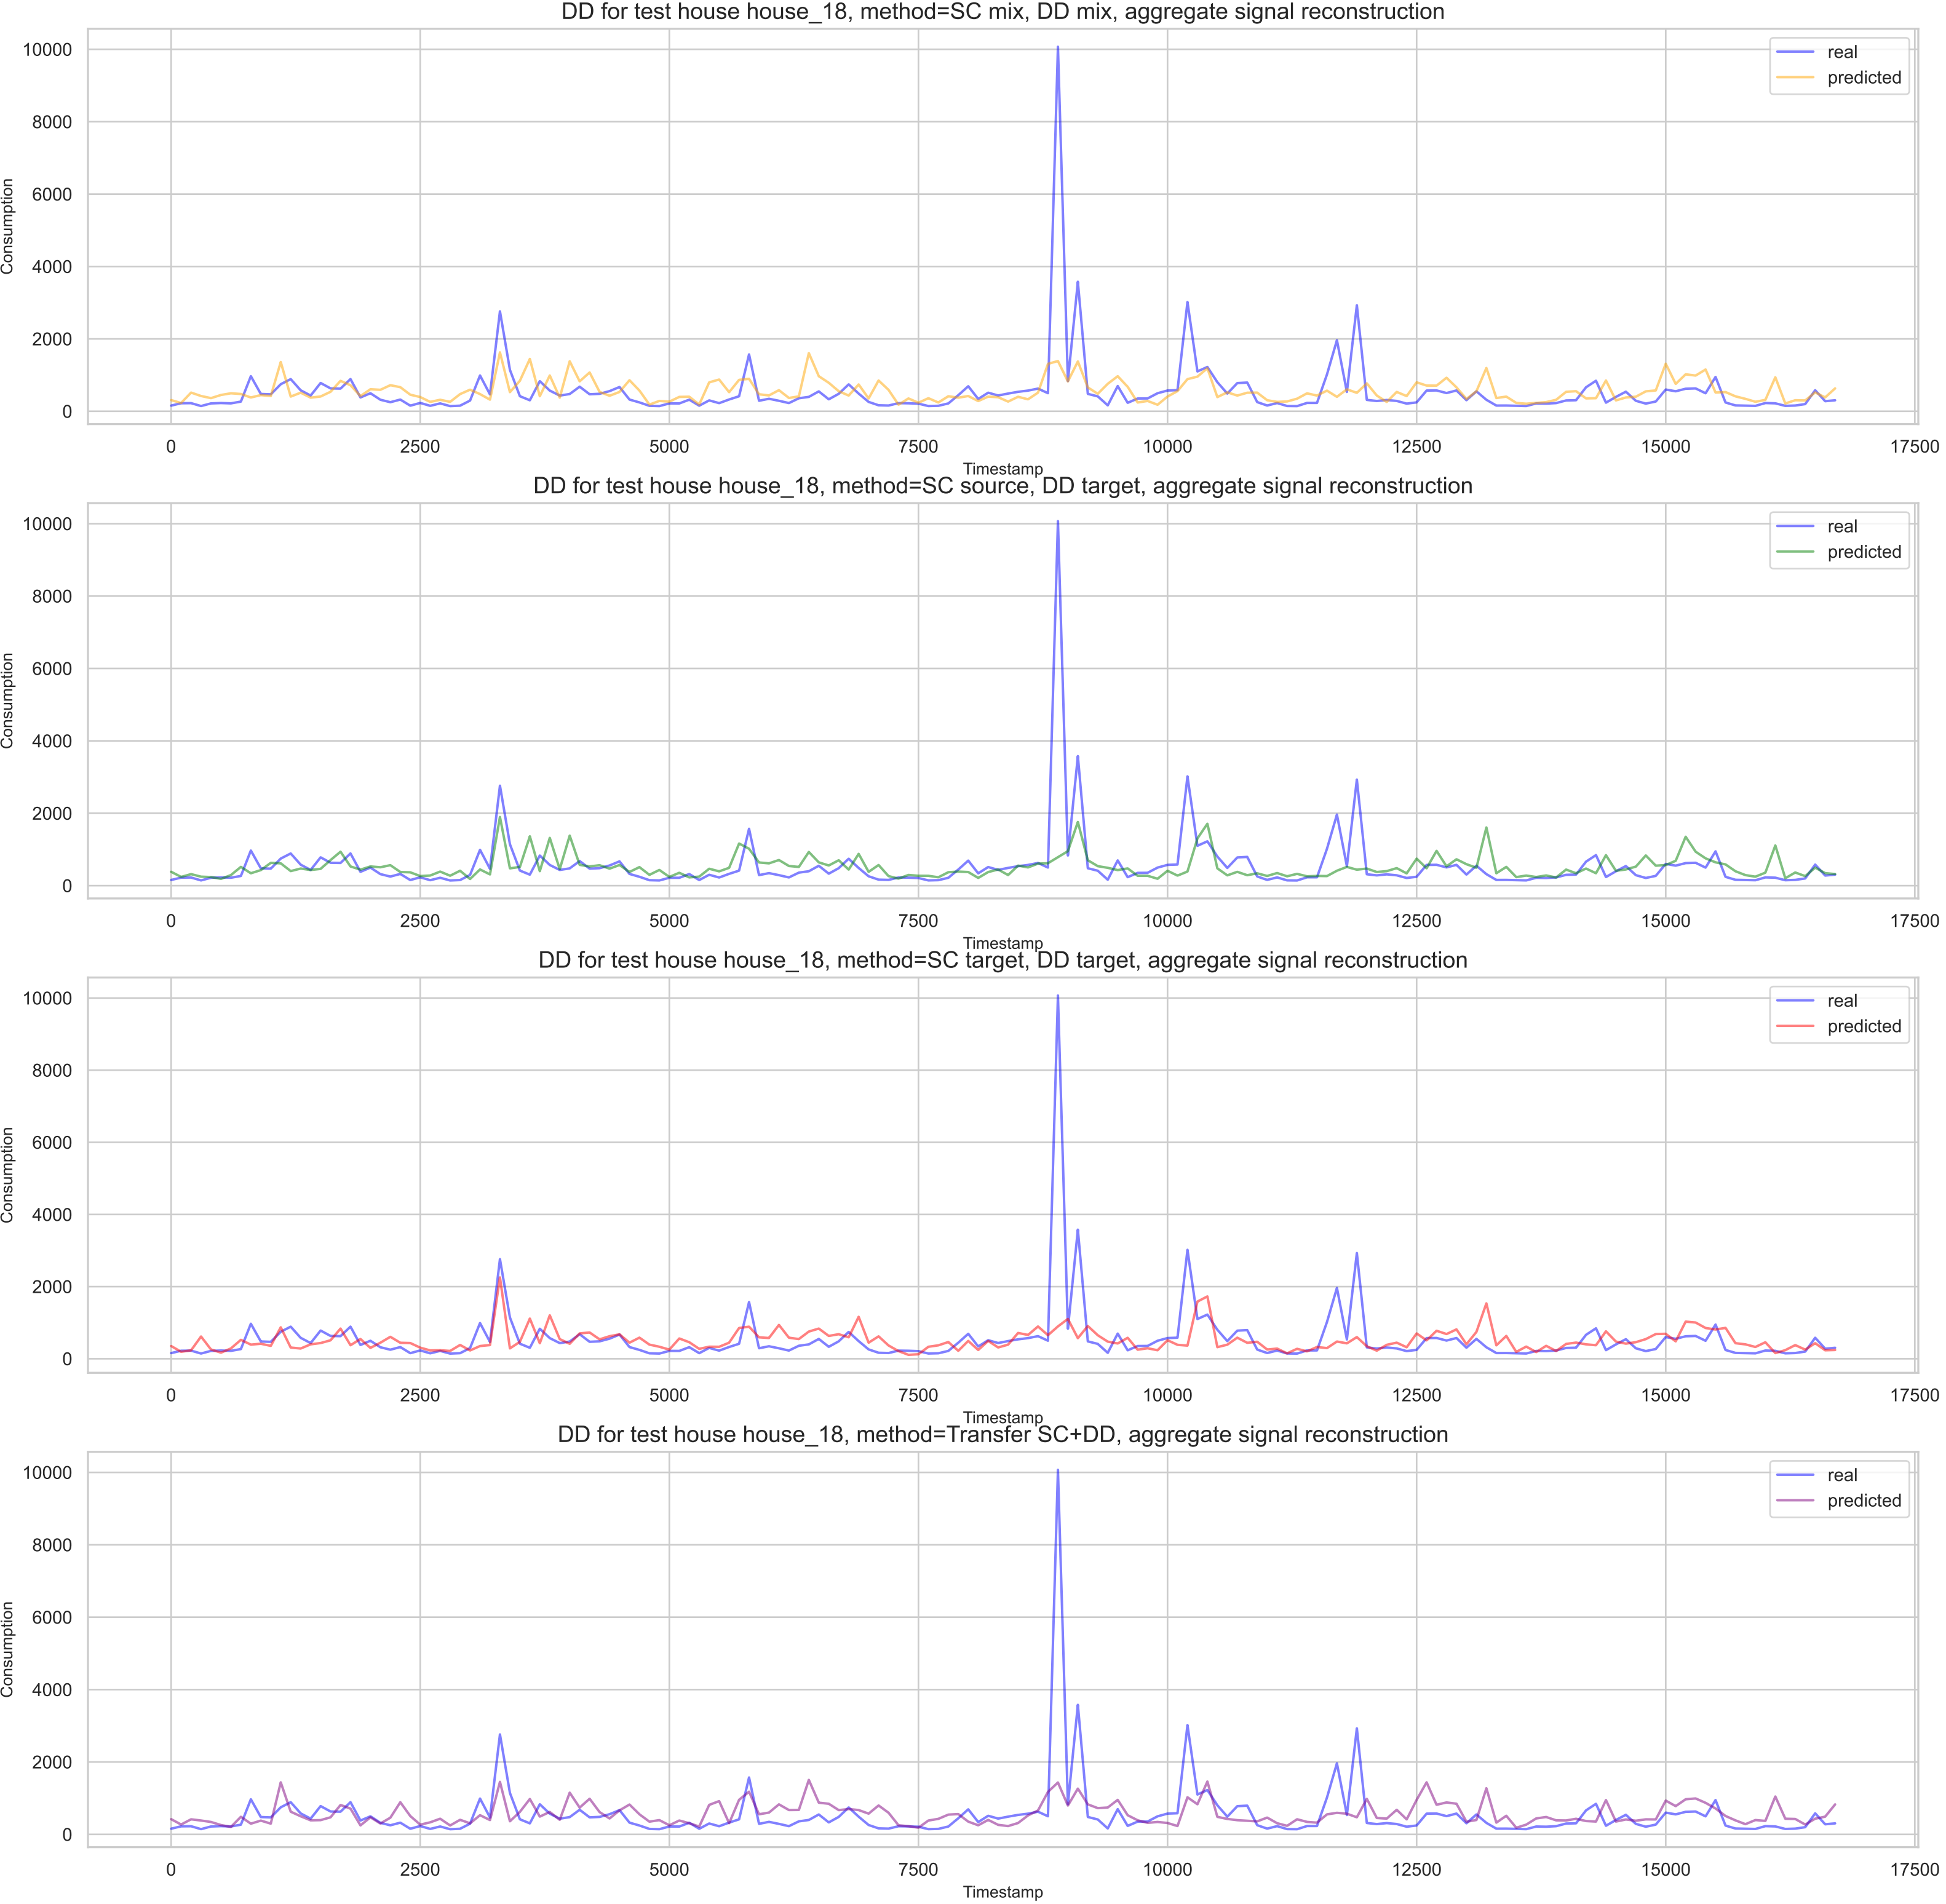 DD for test house house_18, method=SC mix, DD mix, aggregate signal reconstruction
10000
8000
6000
4000
2000
0
Consumption
real
predicted
0 2500 5000 7500 10000 12500 15000 17500
Timestamp
DD for test house house_18, method=SC source, DD target, aggregate signal reconstruction
10000
8000
6000
4000
2000
0
Consumption
real
predicted
0 2500 5000 7500 10000 12500 15000 17500
Timestamp
DD for test house house_18, method=SC target, DD target, aggregate signal reconstruction
10000
8000
6000
4000
2000
0
Consumption
real
predicted
0 2500 5000 7500 10000 12500 15000 17500
Timestamp
DD for test house house_18, method=Transfer SC+DD, aggregate signal reconstruction
10000
8000
6000
4000
2000
0
Consumption
real
predicted
0 2500 5000 7500 10000 12500 15000 17500
Timestamp